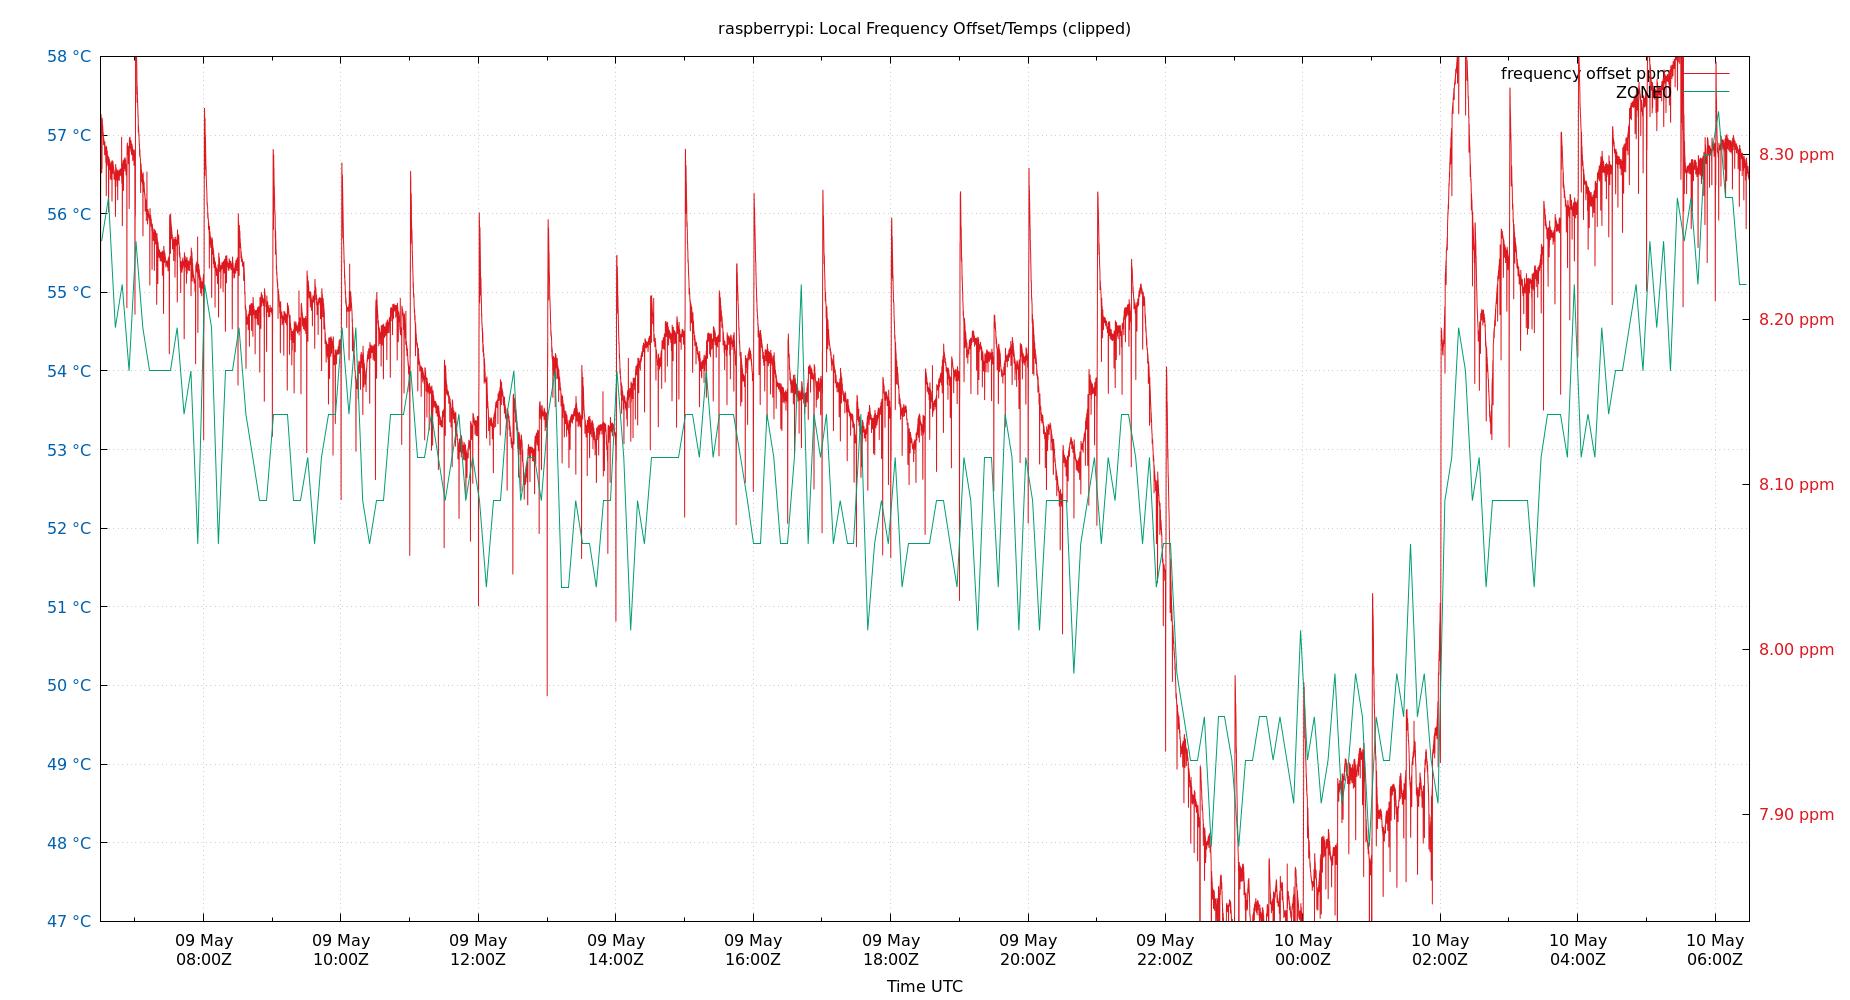 raspberrypi: Local Frequency Offset/Temps (clipped)
58 °C
57 °C
56 °C
55 °C
54 °C
53 °C
52 °C
51 °C
50 °C
49 °C
48 °C
47 °C
frequency offset ppm
ZONE0
8.30 ppm
8.20 ppm
8.10 ppm
8.00 ppm
7.90 ppm
09 May 09 May 09 May 09 May 09 May 09 May 09 May 09 May 10 May 10 May 10 May 10 May
08:00Z 10:00Z 12:00Z 14:00Z 16:00Z 18:00Z 20:00Z 22:00Z 00:00Z 02:00Z 04:00Z 06:00Z
Time UTC